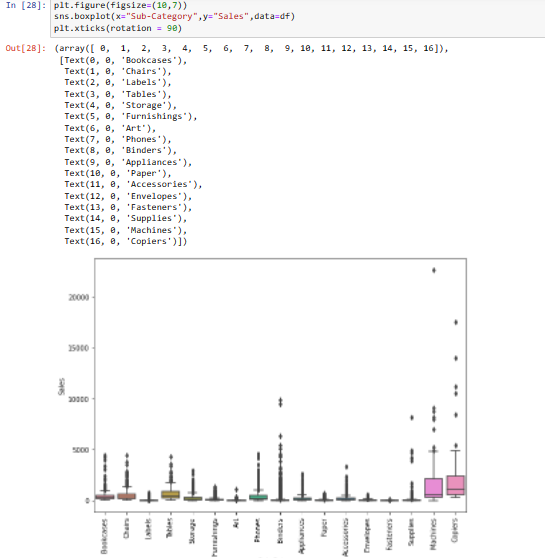 In [28]: plt.figure(figsize=(10,7))
sns.boxplot(x="Sub-Category",y="Sales",data=df)
plt.xticks(rotation = 90)
Out[28]: (array([ 0, 1, 2, 3, 4, 5, 6, 7, 8, 9, 10, 11, 12, 13, 14, 15, 16]),
[Text(0, 0, 'Bookcases'),
Text(1, 0, 'Chairs'),
Text(2, 0, 'Labels'),
Text(3, 0, 'Tables'),
Text(4, 0, 'Storage'),
Text(5, 0, 'Furnishings'),
Text(6, 0, 'Art'),
Text(7, 0, 'Phones'),
Text(8, 0, 'Binders'),
Text(9, 0, 'Appliances'),
Text(10, 0, 'Paper'),
Text(11, 0, 'Accessories'),
Text(12, 0, 'Envelopes'),
Text(13, 0, 'Fasteners'),
Text(14, 0, 'Supplies'),
Text(15, 0, 'Machines'),
Text(16, 0, 'Copiers')])
20000
15000
10000
5000
0
Sales
Bookcases
Chairs
Labels
Tables
Storage
Furnishings
Art
Phones
Binders
Appliances
Paper
Accessories
Envelopes
Fasteners
Supplies
Machines
Copiers